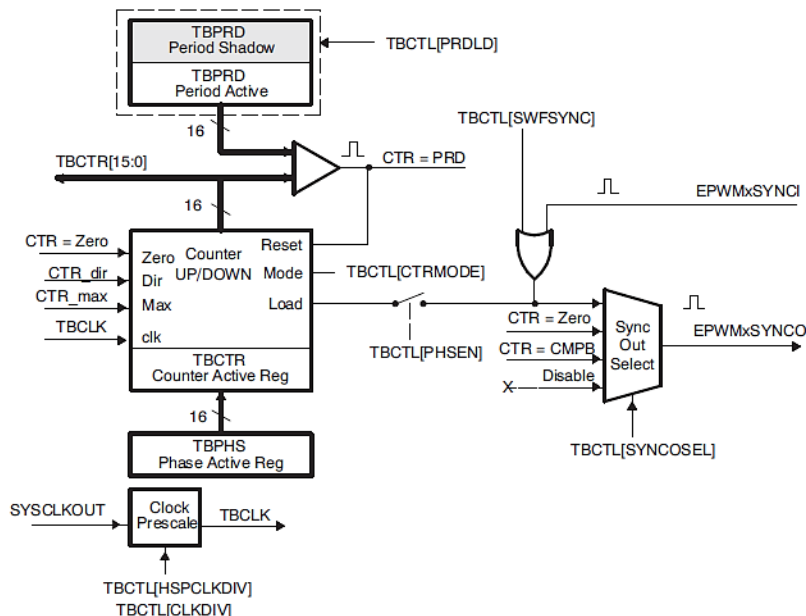 TBPRD
Period Shadow
TBCTL[PRDLD]
TBPRD
Period Active
16
TBCTL[SWFSYNC]
TBCTR[15:0]
CTR = PRD
EPWMxSYNCI
16
CTR = Zero
Zero
Counter
UP/DOWN
Reset
CTR_dir
Dir
Mode
TBCTL[CTRMODE]
CTR_max
Max
Load
TBCLK
clk
CTR = Zero
Sync
Out
Select
EPWMxSYNCO
TBCTL[PHSEN]
CTR = CMPB
Disable
X
TBCTR
Counter Active Reg
16
TBCTL[SYNCOSEL]
TBPHS
Phase Active Reg
SYSCLKOUT
Clock
Prescale
TBCLK
TBCTL[HSPCLKDIV]
TBCTL[CLKDIV]